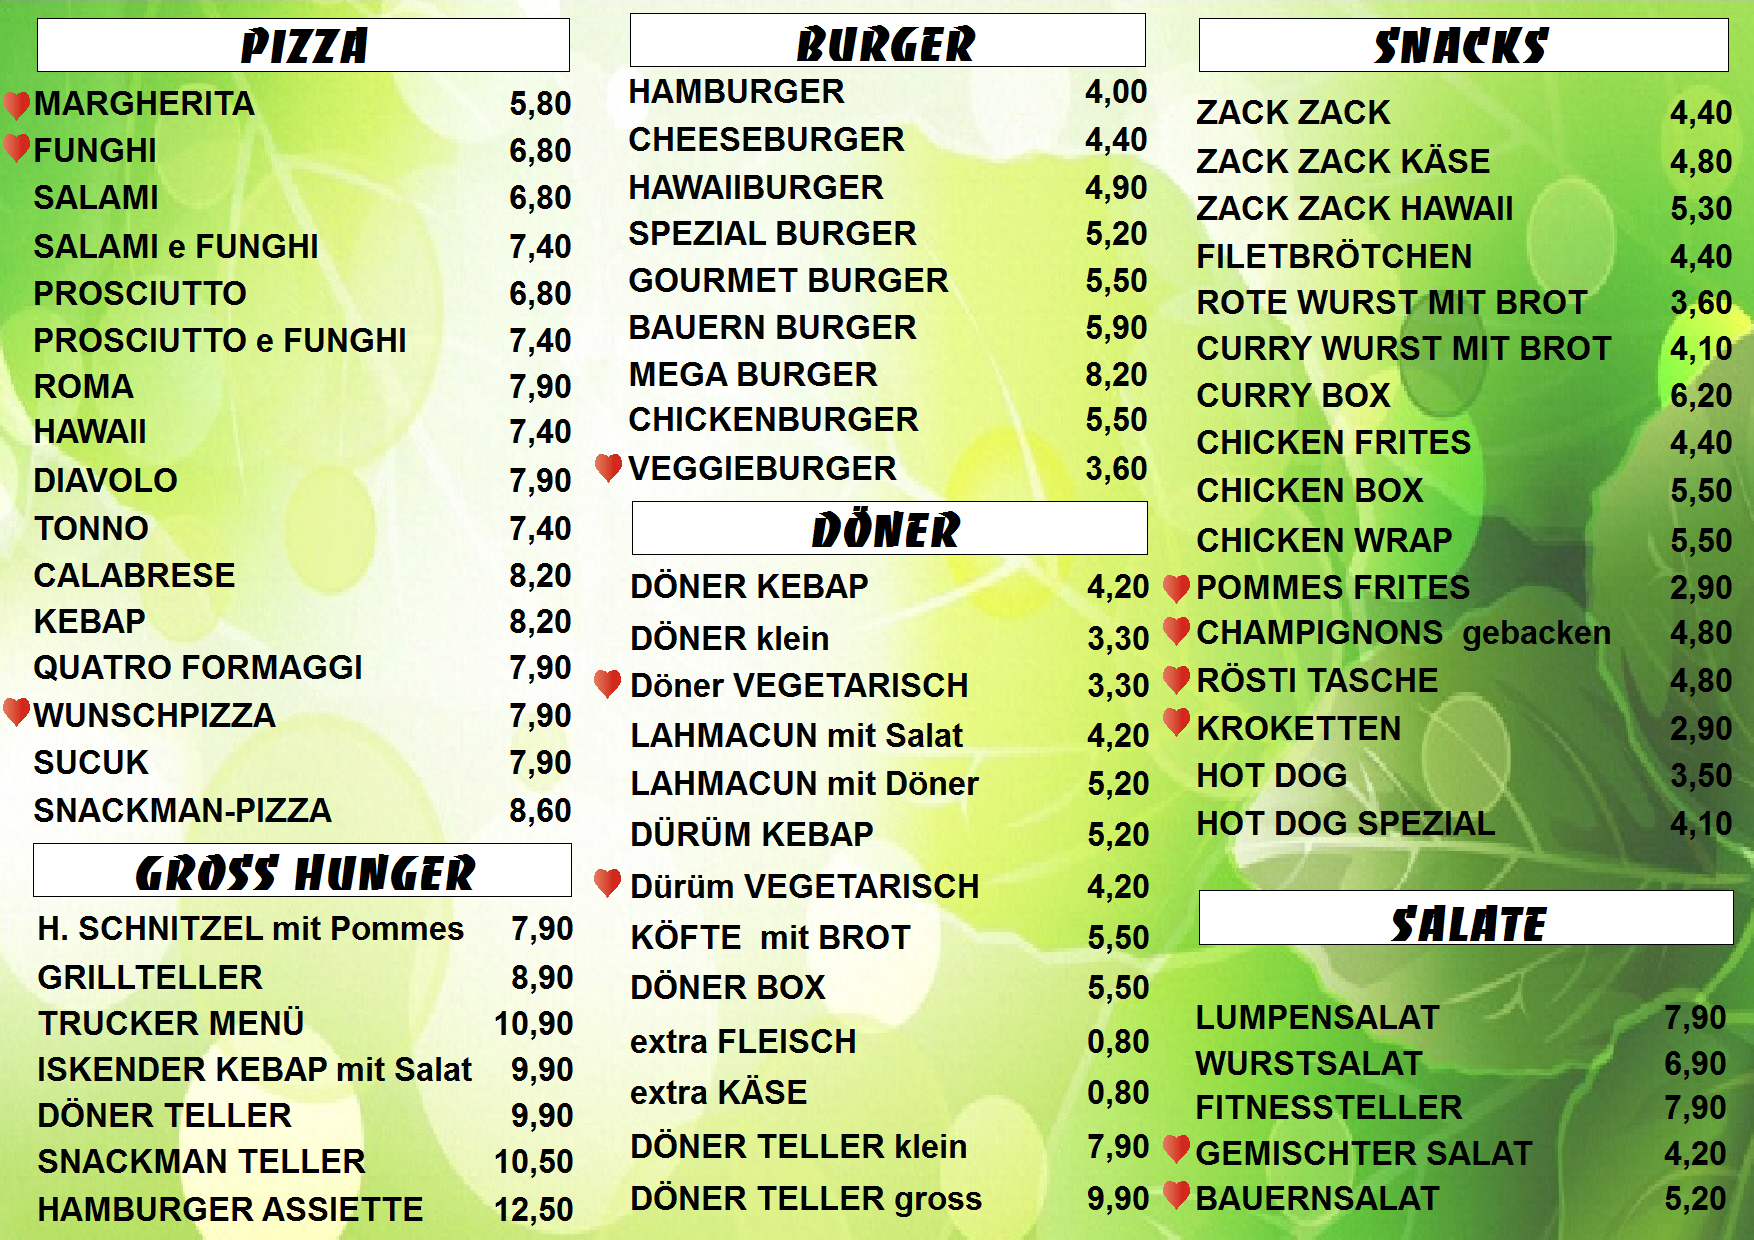 PIZZA
MARGHERITA 5,80
FUNGHI 6,80
SALAMI 6,80
SALAMI e FUNGHI 7,40
PROSCIUTTO 6,80
PROSCIUTTO e FUNGHI 7,40
ROMA 7,90
HAWAII 7,40
DIAVOLO 7,90
TONNO 7,40
CALABRESE 8,20
KEBAP 8,20
QUATRO FORMAGGI 7,90
WUNSCHPIZZA 7,90
SUCUK 7,90
SNACKMAN-PIZZA 8,60
GROSS HUNGER
H. SCHNITZEL mit Pommes 7,90
GRILLTELLER 8,90
TRUCKER MENÜ 10,90
ISKENDER KEBAP mit Salat 9,90
DÖNER TELLER 9,90
SNACKMAN TELLER 10,50
HAMBURGER ASSIETTE 12,50
BURGER
HAMBURGER 4,00
CHEESEBURGER 4,40
HAWAIIBURGER 4,90
SPEZIAL BURGER 5,20
GOURMET BURGER 5,50
BAUERN BURGER 5,90
MEGA BURGER 8,20
CHICKENBURGER 5,50
VEGGIEBURGER 3,60
DÖNER
DÖNER KEBAP 4,20
DÖNER klein 3,30
Döner VEGETARISCH 3,30
LAHMACUN mit Salat 4,20
LAHMACUN mit Döner 5,20
DÜRÜM KEBAP 5,20
Dürüm VEGETARISCH 4,20
KÖFTE mit BROT 5,50
DÖNER BOX 5,50
extra FLEISCH 0,80
extra KÄSE 0,80
DÖNER TELLER klein 7,90
DÖNER TELLER gross 9,90
SNACKS
ZACK ZACK 4,40
ZACK ZACK KÄSE 4,80
ZACK ZACK HAWAII 5,30
FILETBRÖTCHEN 4,40
ROTE WURST MIT BROT 3,60
CURRY WURST MIT BROT 4,10
CURRY BOX 6,20
CHICKEN FRITES 4,40
CHICKEN BOX 5,50
CHICKEN WRAP 5,50
POMMES FRITES 2,90
CHAMPIGNONS gebacken 4,80
RÖSTI TASCHE 4,80
KROKETTEN 2,90
HOT DOG 3,50
HOT DOG SPEZIAL 4,10
SALATE
LUMPENSALAT 7,90
WURSTSALAT 6,90
FITNESSTELLER 7,90
GEMISCHTER SALAT 4,20
BAUERNSALAT 5,20